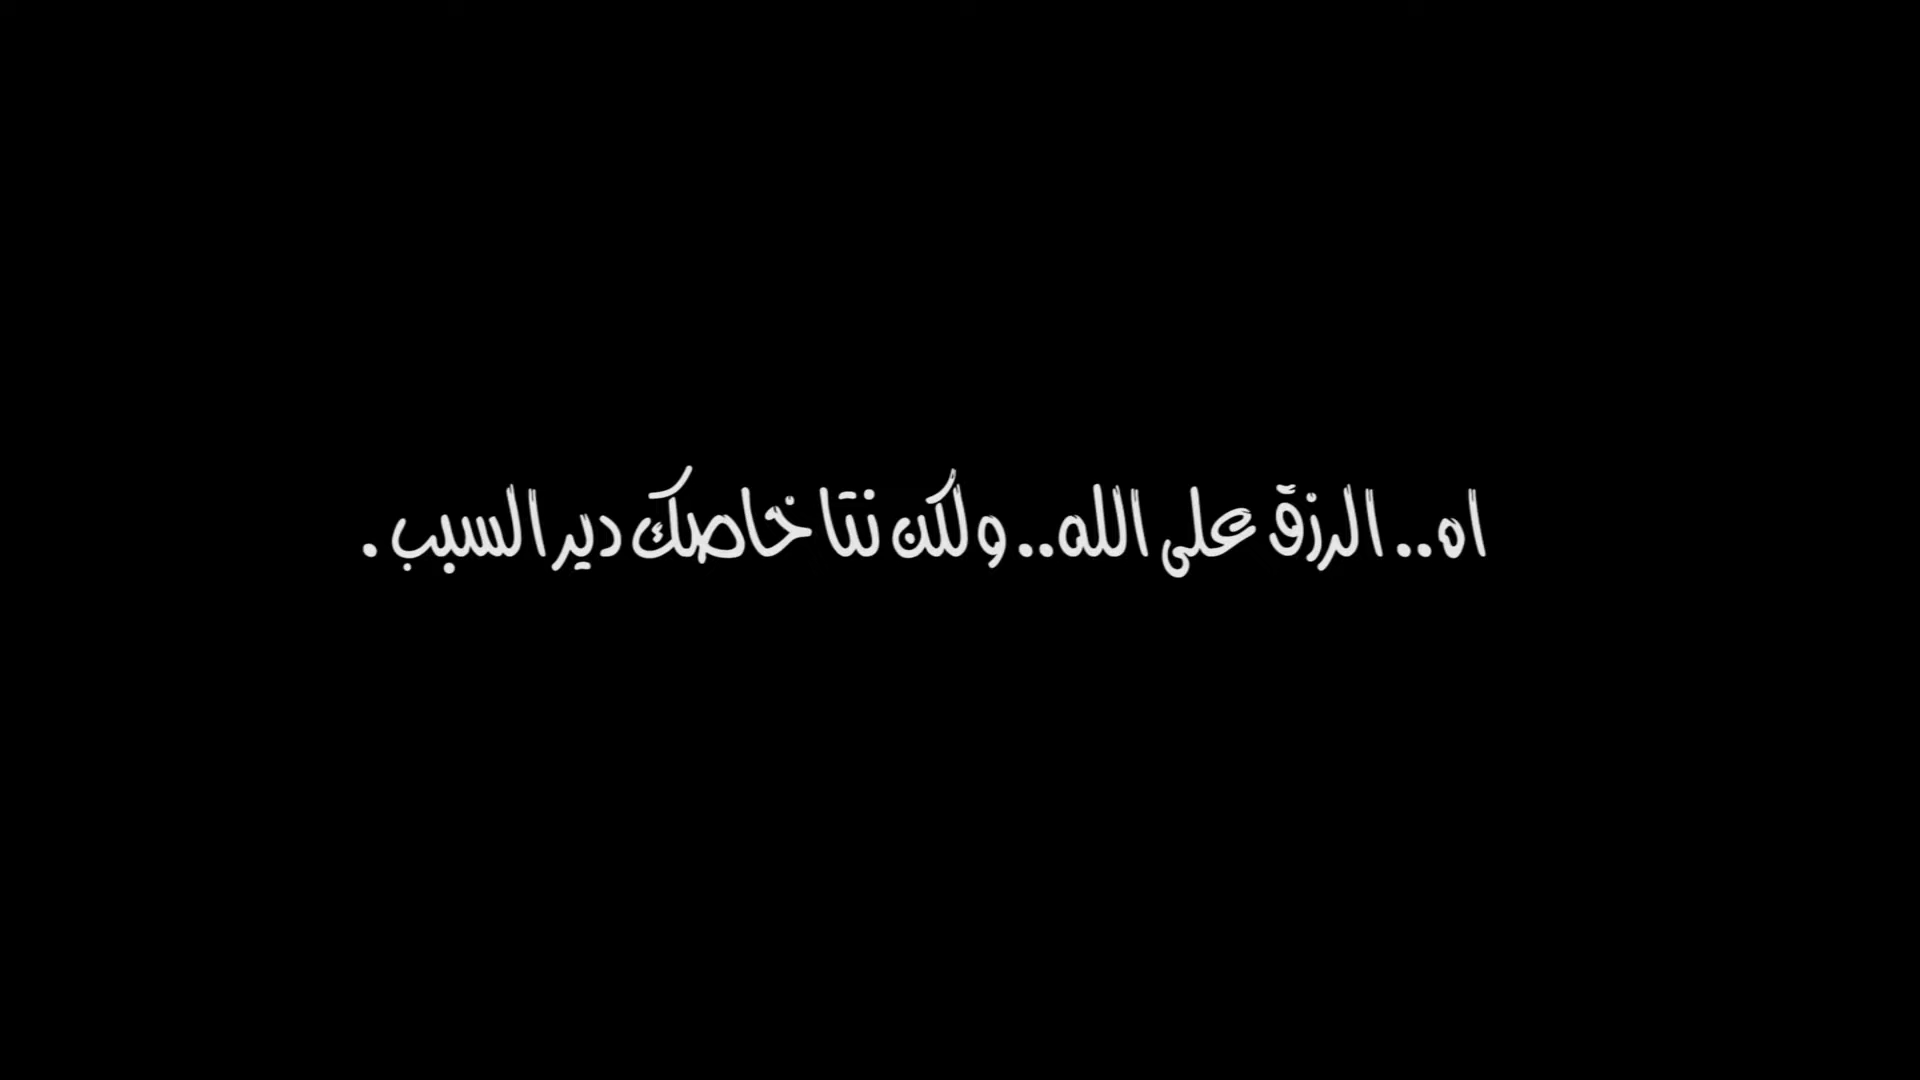 اه.. الرزق على الله.. ولكن نتا خاصك دير السبب .